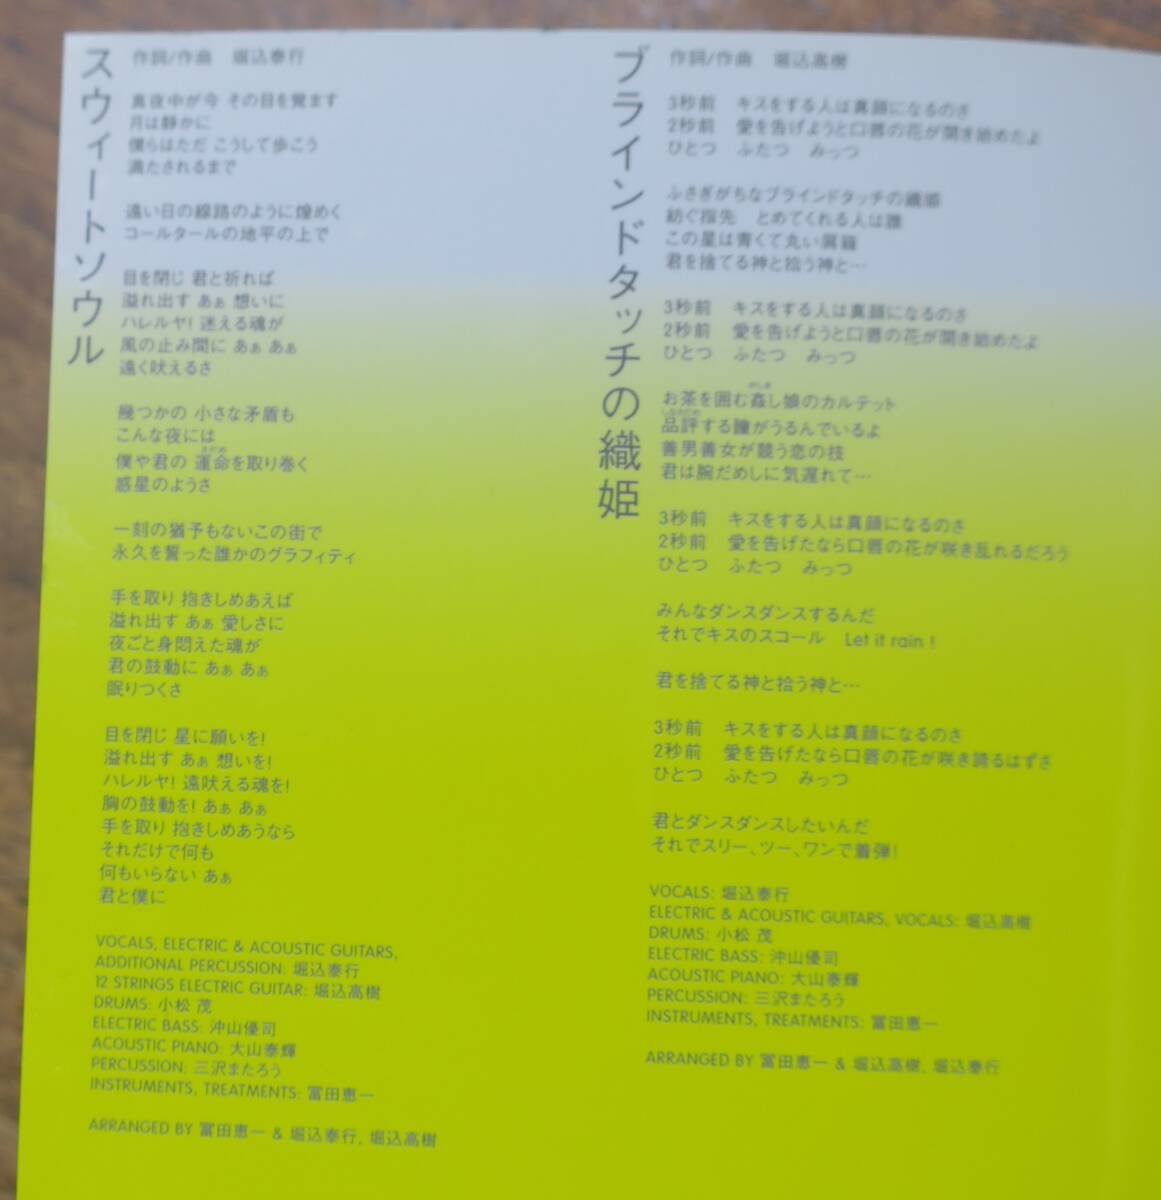 スウィートソウル
作詞/作曲　堀込泰行
真夜中が今 その目を覚ます
月は静かに
僕らはただ こうして歩こう
満たされるまで
遠い日の線路のように煌めく
コールタールの地平の上で
目を閉じ 君と祈れば
溢れ出す あぁ 想いに
ハレルヤ! 迷える魂が
風の止み間に あぁ あぁ
遠く吠えるさ
幾つかの 小さな矛盾も
こんな夜には
僕や君の 運命を取り巻く
惑星のようさ
一刻の猶予もないこの街で
永久を誓った誰かのグラフィティ
手を取り 抱きしめあえば
溢れ出す あぁ 愛しさに
夜ごと身悶えた魂が
君の鼓動に あぁ あぁ
眠りつくさ
目を閉じ 星に願いを!
溢れ出す あぁ 想いを!
ハレルヤ! 遠吠える魂を!
胸の鼓動を! あぁ あぁ
手を取り 抱きしめあうなら
それだけで何も
何もいらない あぁ
君と僕に
VOCALS, ELECTRIC & ACOUSTIC GUITARS,
ADDITIONAL PERCUSSION: 堀込泰行
12 STRINGS ELECTRIC GUITAR: 堀込高樹
DRUMS: 小松 茂
ELECTRIC BASS: 沖山優司
ACOUSTIC PIANO: 大山泰輝
PERCUSSION: 三沢またろう
INSTRUMENTS, TREATMENTS: 冨田恵一
ARRANGED BY 冨田恵一 & 堀込泰行, 堀込高樹
ブラインドタッチの織姫
作詞/作曲　堀込高樹
3秒前　キスをする人は真顔になるのさ
2秒前　愛を告げようと口唇の花が開き始めたよ
ひとつ　ふたつ　みっつ
ふさぎがちなブラインドタッチの織姫
紡ぐ指先　とめてくれる人は誰
この星は青くて丸い屑籠
君を捨てる神と拾う神と…
3秒前　キスをする人は真顔になるのさ
2秒前　愛を告げようと口唇の花が開き始めたよ
ひとつ　ふたつ　みっつ
かしま
お茶を囲む姦し娘のカルテット
しなさだめ
品評する瞳がうるんでいるよ
善男善女が競う恋の技
君は腕だめしに気遅れて…
3秒前　キスをする人は真顔になるのさ
2秒前　愛を告げたなら口唇の花が咲き乱れるだろう
ひとつ　ふたつ　みっつ
みんなダンスダンスするんだ
それでキスのスコール　Let it rain !
君を捨てる神と拾う神と…
3秒前　キスをする人は真顔になるのさ
2秒前　愛を告げたなら口唇の花が咲き誇るはずさ
ひとつ　ふたつ　みっつ
君とダンスダンスしたいんだ
それでスリー、ツー、ワンで着弾!
VOCALS: 堀込泰行
ELECTRIC & ACOUSTIC GUITARS, VOCALS: 堀込高樹
DRUMS: 小松 茂
ELECTRIC BASS: 沖山優司
ACOUSTIC PIANO: 大山泰輝
PERCUSSION: 三沢またろう
INSTRUMENTS, TREATMENTS: 冨田恵一
ARRANGED BY 冨田恵一 & 堀込高樹, 堀込泰行